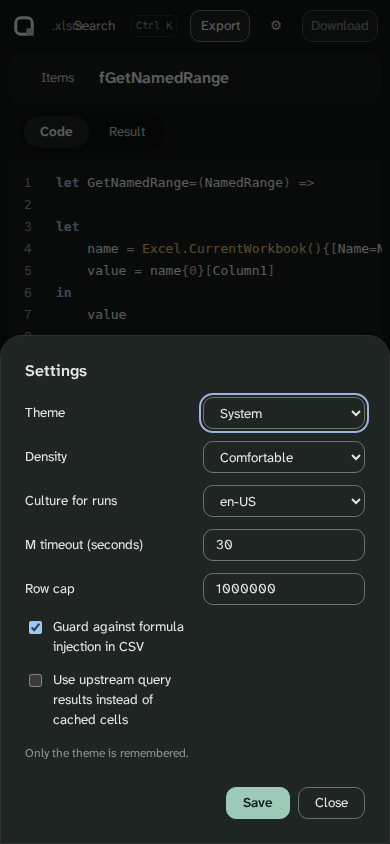 .xlsm Search Ctrl K Export ⚙ Download
Items fGetNamedRange
Code Result
1 let GetNamedRange=(NamedRange) =>
2
3 let
4 name = Excel.CurrentWorkbook(){[Name=N
5 value = name{0}[Column1]
6 in
7 value
Settings
Theme System
Density Comfortable
Culture for runs en-US
M timeout (seconds) 30
Row cap 1000000
Guard against formula
injection in CSV
Use upstream query
results instead of
cached cells
Only the theme is remembered.
Save Close